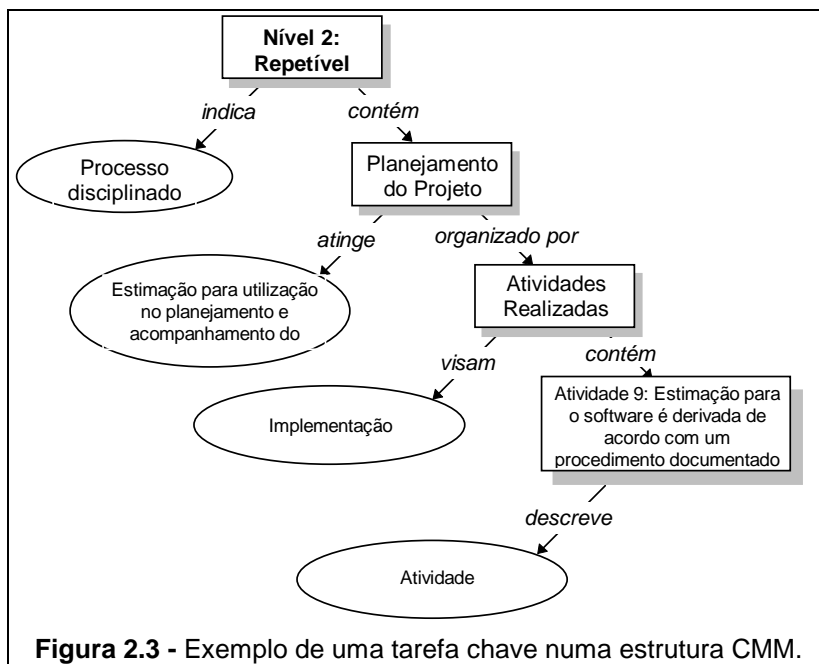 Nível 2:
Repetível
indica
contém
Processo
disciplinado
Planejamento
do Projeto
atinge
organizado por
Estimação para utilização
no planejamento e
acompanhamento do
Atividades
Realizadas
visam
contém
Implementação
Atividade 9: Estimação para
o software é derivada de
acordo com um
procedimento documentado
descreve
Atividade
Figura 2.3 - Exemplo de uma tarefa chave numa estrutura CMM.